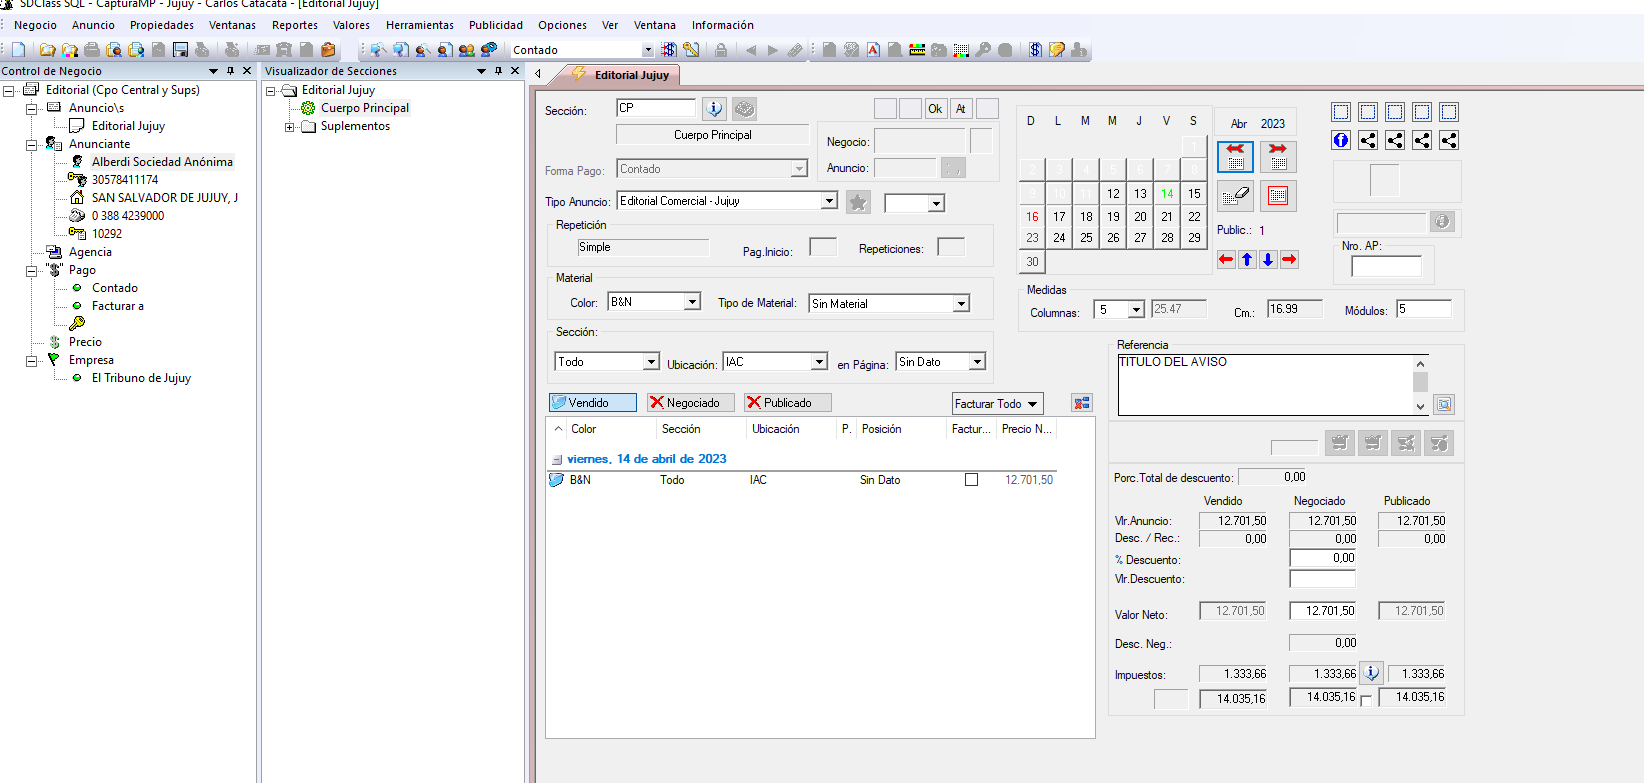 SDClass SQL - CapturaMP - Jujuy - Carlos Catacata - [Editorial Jujuy]
Negocio Anuncio Propiedades Ventanas Reportes Valores Herramientas Publicidad Opciones Ver Ventana Información
Contado
Control de Negocio
Editorial (Cpo Central y Sups)
Anuncio\s
Editorial Jujuy
Anunciante
Alberdi Sociedad Anónima
30578411174
SAN SALVADOR DE JUJUY, J
0 388 4239000
10292
Agencia
"$" Pago
Contado
Facturar a
Precio
Empresa
El Tribuno de Jujuy
Visualizador de Secciones
Editorial Jujuy
Cuerpo Principal
Suplementos
Editorial Jujuy
Sección: CP
Cuerpo Principal
Ok At
Negocio:
Anuncio:
Forma Pago: Contado
Tipo Anuncio: Editorial Comercial - Jujuy
Repetición
Simple Pag.Inicio: Repeticiones:
Material
Color: B&N Tipo de Material: Sin Material
Sección:
Todo Ubicación: IAC en Página: Sin Dato
D L M M J V S
1
2 3 4 5 6 7 8
9 10 11 12 13 14 15
16 17 18 19 20 21 22
23 24 25 26 27 28 29
30
Abr 2023
Public.: 1
Nro. AP:
Medidas
Columnas: 5 25.47 Cm.: 16.99 Módulos: 5
Vendido Negociado Publicado Facturar Todo
Color Sección Ubicación P. Posición Factur... Precio N...
viernes, 14 de abril de 2023
B&N Todo IAC Sin Dato 12.701,50
Referencia
TITULO DEL AVISO
Porc.Total de descuento: 0,00
Vendido Negociado Publicado
Vlr.Anuncio: 12.701,50 12.701,50 12.701,50
Desc. / Rec.: 0,00 0,00 0,00
% Descuento: 0,00
Vlr.Descuento:
Valor Neto: 12.701,50 12.701,50 12.701,50
Desc. Neg.: 0,00
Impuestos: 1.333,66 1.333,66 1.333,66
14.035,16 14.035,16 14.035,16